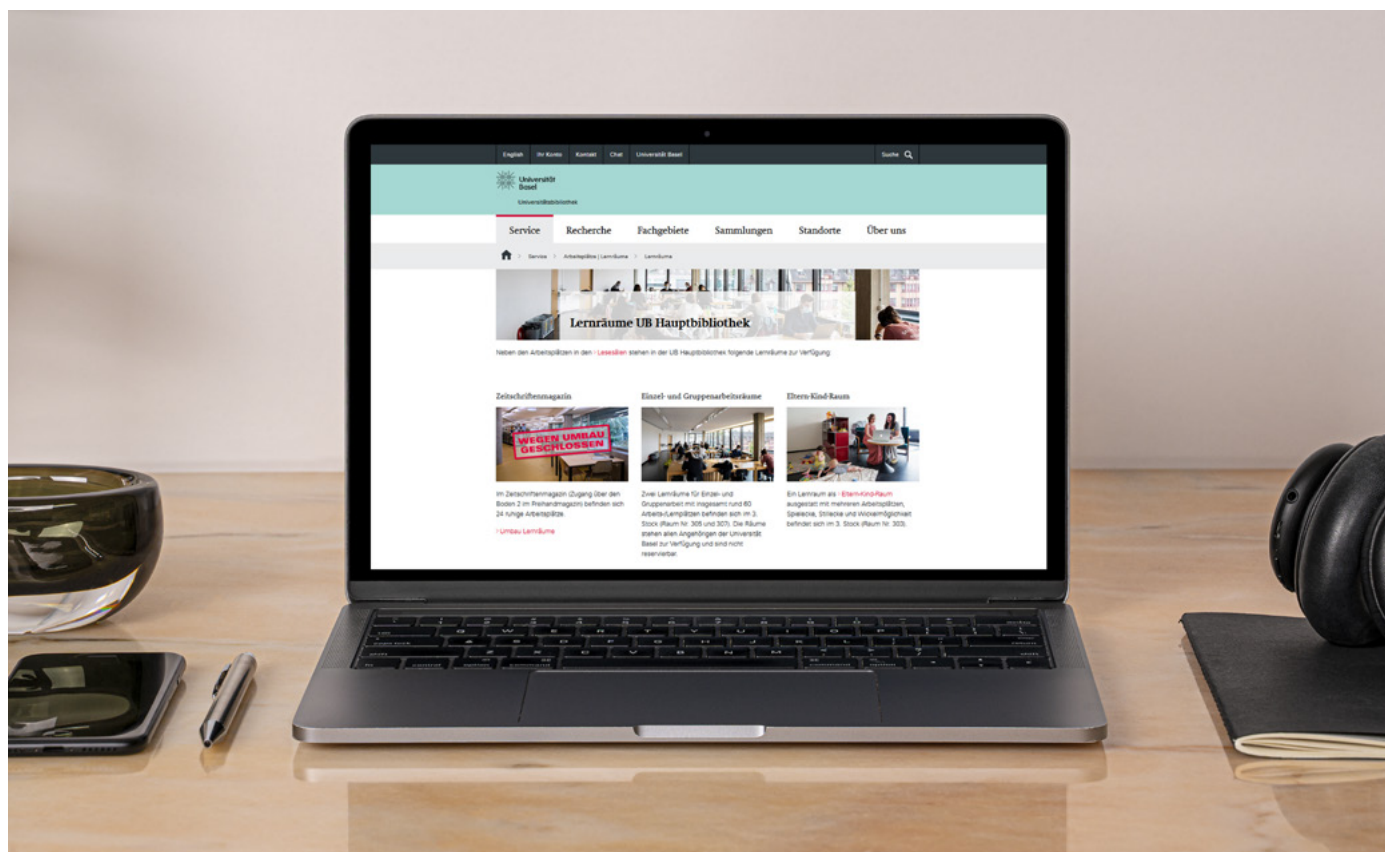 English Ihr Konto Kontakt Chat Universität Basel Suche
Universität
Basel
Universitätsbibliothek
Service Recherche Fachgebiete Sammlungen Standorte Über uns
Service Arbeitsplätze | Lernräume Lernräume
Lernräume UB Hauptbibliothek
Neben den Arbeitsplätzen in den › Lesesälen stehen in der UB Hauptbibliothek folgende Lernräume zur Verfügung:
Zeitschriftenmagazin
WEGEN UMBAU
GESCHLOSSEN
Im Zeitschriftenmagazin (Zugang über den
Boden 2 im Freihandmagazin) befinden sich
24 ruhige Arbeitsplätze.
› Umbau Lernräume
Einzel- und Gruppenarbeitsräume
Zwei Lernräume für Einzel- und
Gruppenarbeit mit insgesamt rund 60
Arbeits-/Lernplätzen befinden sich im 3.
Stock (Raum Nr. 305 und 307). Die Räume
stehen allen Angehörigen der Universität
Basel zur Verfügung und sind nicht
reservierbar.
Eltern-Kind-Raum
Ein Lernraum als › Eltern-Kind-Raum
ausgestattet mit mehreren Arbeitsplätzen,
Spielecke, Stillecke und Wickelmöglichkeit
befindet sich im 3. Stock (Raum Nr. 303).